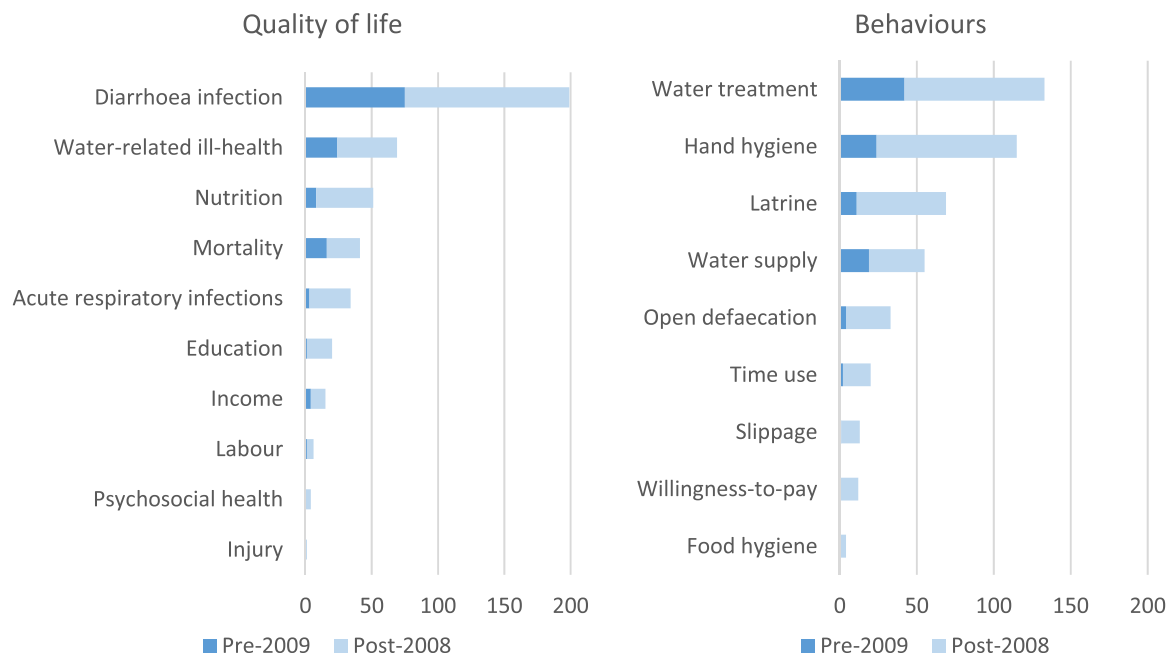 Quality of life
Diarrhoea infection
Water-related ill-health
Nutrition
Mortality
Acute respiratory infections
Education
Income
Labour
Psychosocial health
Injury
0 50 100 150 200
Pre-2009 Post-2008
Behaviours
Water treatment
Hand hygiene
Latrine
Water supply
Open defaecation
Time use
Slippage
Willingness-to-pay
Food hygiene
0 50 100 150 200
Pre-2009 Post-2008